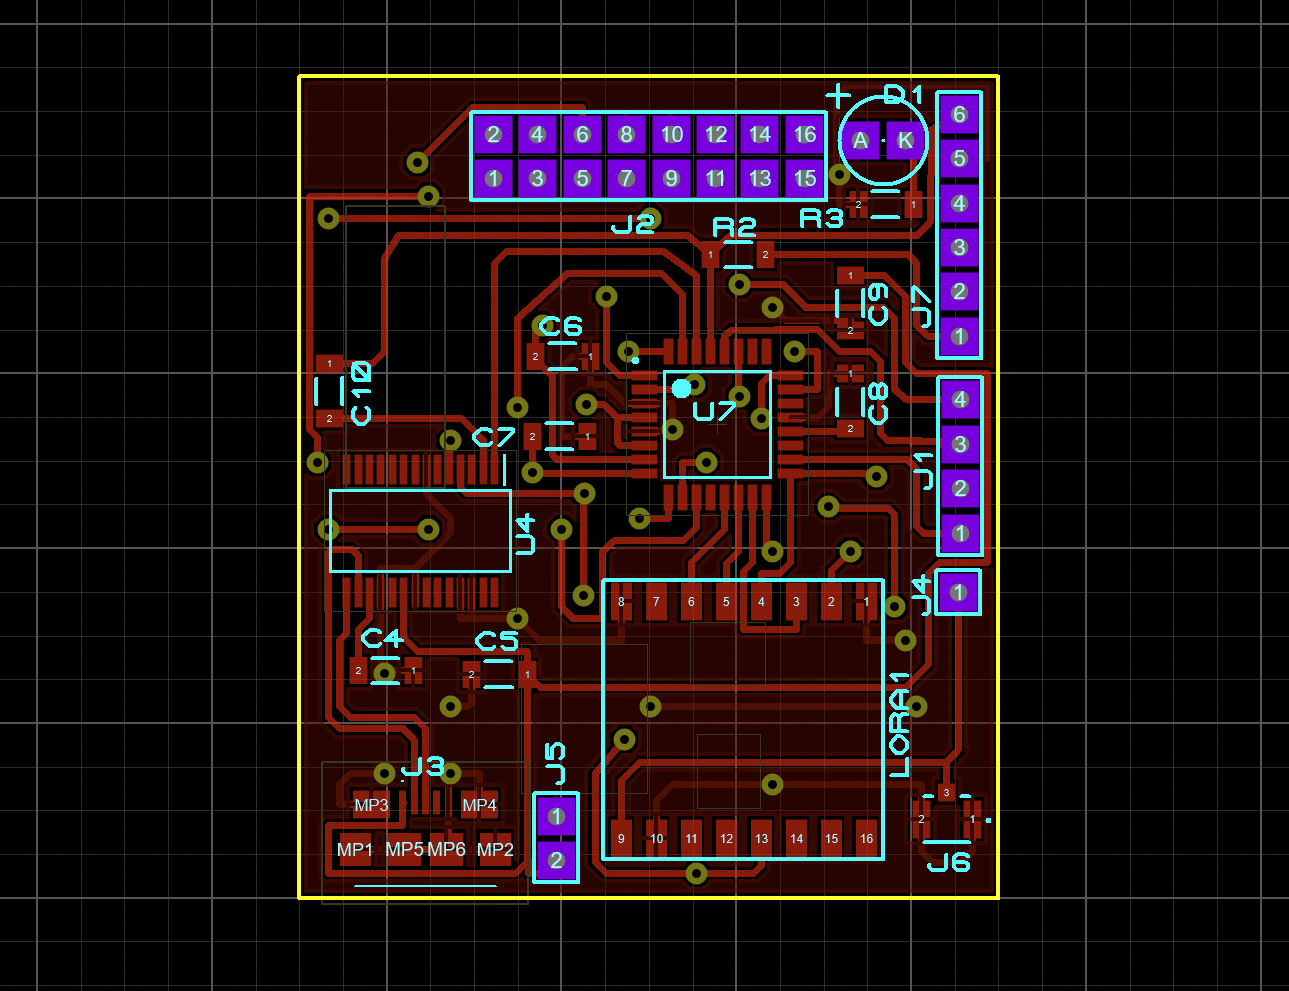 + D1
2 4 6 8 10 12 14 16
1 3 5 7 9 11 13 15
J2
A K
R3
2 1
6
5
4
3
2
1
J7
R2
1 2
C9
1
2
C6
2 1
C10
1
2
C8
1
2
C7
2 1
U7
4
3
2
1
J1
U4
J4
1
8 7 6 5 4 3 2 1
LORA1
9 10 11 12 13 14 15 16
C4
2 1
C5
2 1
J3
MP3 MP4
MP1 MP5 MP6 MP2
J5
1
2
3
2 1
J6